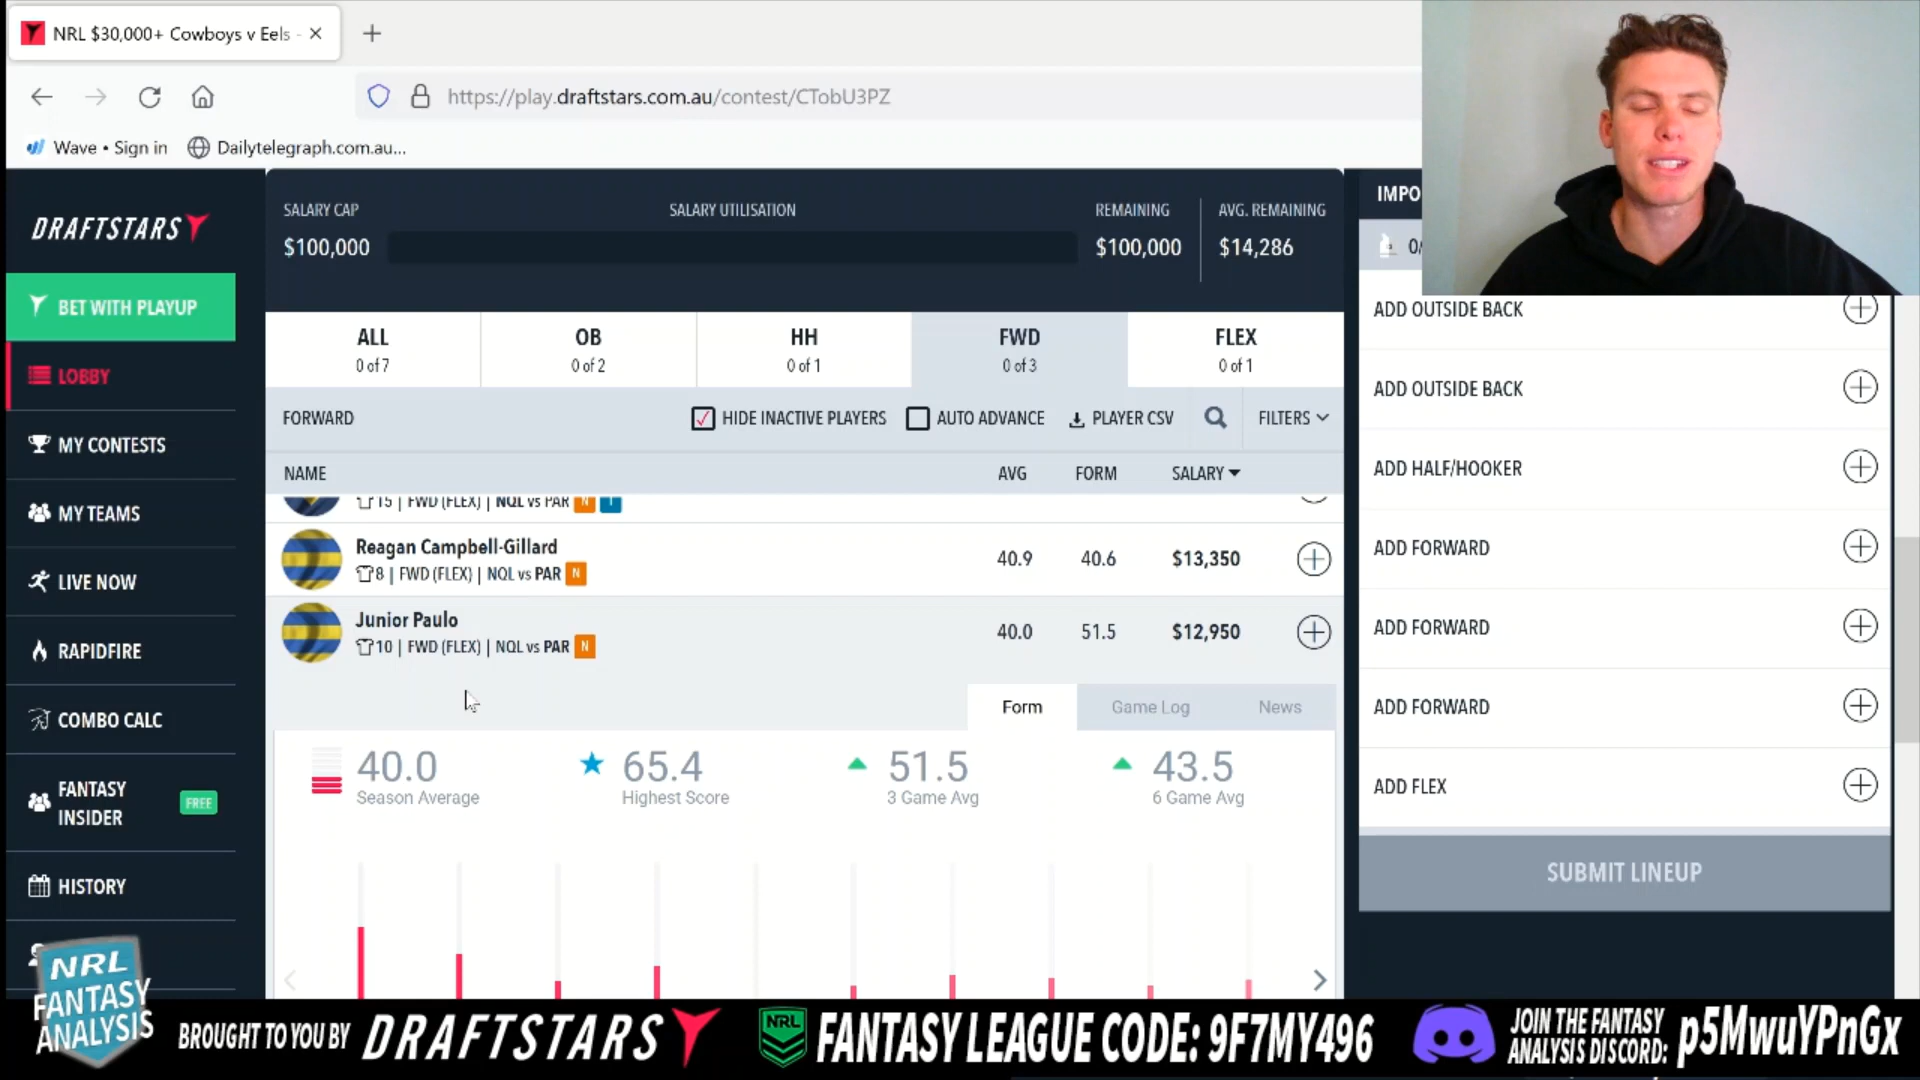 NRL $30,000+ Cowboys v Eels -
https://play.draftstars.com.au/contest/CTobU3PZ
Wave • Sign in
Dailytelegraph.com.au...
DRAFTSTARS
BET WITH PLAYUP
LOBBY
MY CONTESTS
MY TEAMS
LIVE NOW
RAPIDFIRE
COMBO CALC
FANTASY
INSIDER
FREE
HISTORY
SALARY CAP
$100,000
SALARY UTILISATION
REMAINING
$100,000
AVG. REMAINING
$14,286
ALL
0 of 7
OB
0 of 2
HH
0 of 1
FWD
0 of 3
FLEX
0 of 1
FORWARD
HIDE INACTIVE PLAYERS
AUTO ADVANCE
PLAYER CSV
FILTERS
NAME
AVG
FORM
SALARY
15 | FWD (FLEX) | NQL vs PAR N T
Reagan Campbell-Gillard
8 | FWD (FLEX) | NQL vs PAR N
40.9
40.6
$13,350
Junior Paulo
10 | FWD (FLEX) | NQL vs PAR N
40.0
51.5
$12,950
Form
Game Log
News
40.0
Season Average
65.4
Highest Score
51.5
3 Game Avg
43.5
6 Game Avg
IMPO
0/
ADD OUTSIDE BACK
ADD OUTSIDE BACK
ADD HALF/HOOKER
ADD FORWARD
ADD FORWARD
ADD FORWARD
ADD FLEX
SUBMIT LINEUP
NRL
FANTASY
ANALYSIS
BROUGHT TO YOU BY
DRAFTSTARS
NRL
FANTASY LEAGUE CODE: 9F7MY496
JOIN THE FANTASY
ANALYSIS DISCORD:
p5MwuYPnGx